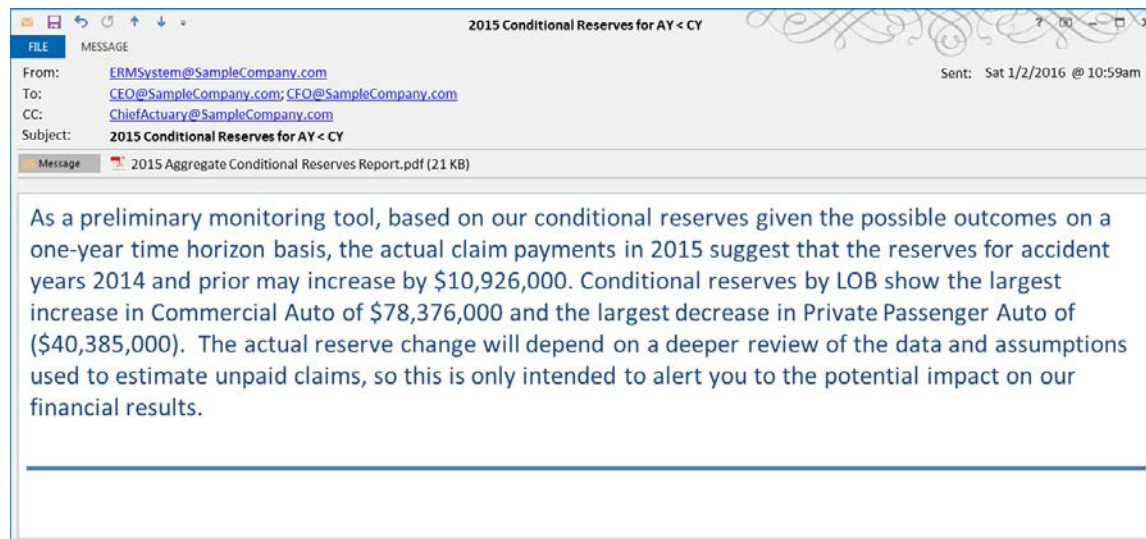 2015 Conditional Reserves for AY < CY
FILE MESSAGE
From: ERMSystem@SampleCompany.com Sent: Sat 1/2/2016 @ 10:59am
To: CEO@SampleCompany.com; CFO@SampleCompany.com
CC: ChiefActuary@SampleCompany.com
Subject: 2015 Conditional Reserves for AY < CY
Message 2015 Aggregate Conditional Reserves Report.pdf (21 KB)
As a preliminary monitoring tool, based on our conditional reserves given the possible outcomes on a
one-year time horizon basis, the actual claim payments in 2015 suggest that the reserves for accident
years 2014 and prior may increase by $10,926,000. Conditional reserves by LOB show the largest
increase in Commercial Auto of $78,376,000 and the largest decrease in Private Passenger Auto of
($40,385,000). The actual reserve change will depend on a deeper review of the data and assumptions
used to estimate unpaid claims, so this is only intended to alert you to the potential impact on our
financial results.